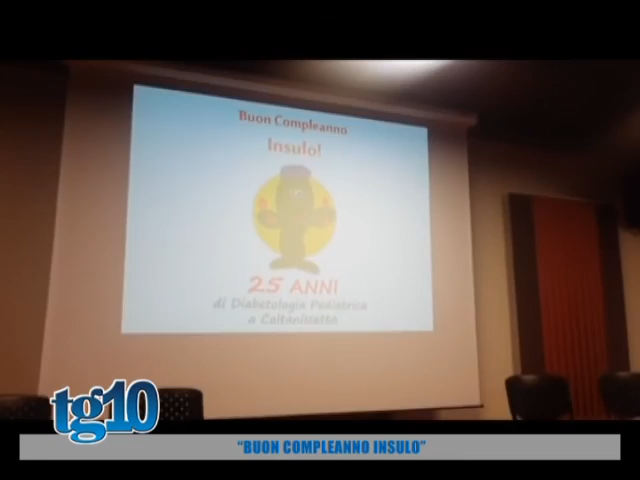 Buon Compleanno
Insulo!
25 ANNI
di Diabetologia Pediatrica
a Caltanissetta
tg10
"BUON COMPLEANNO INSULO"